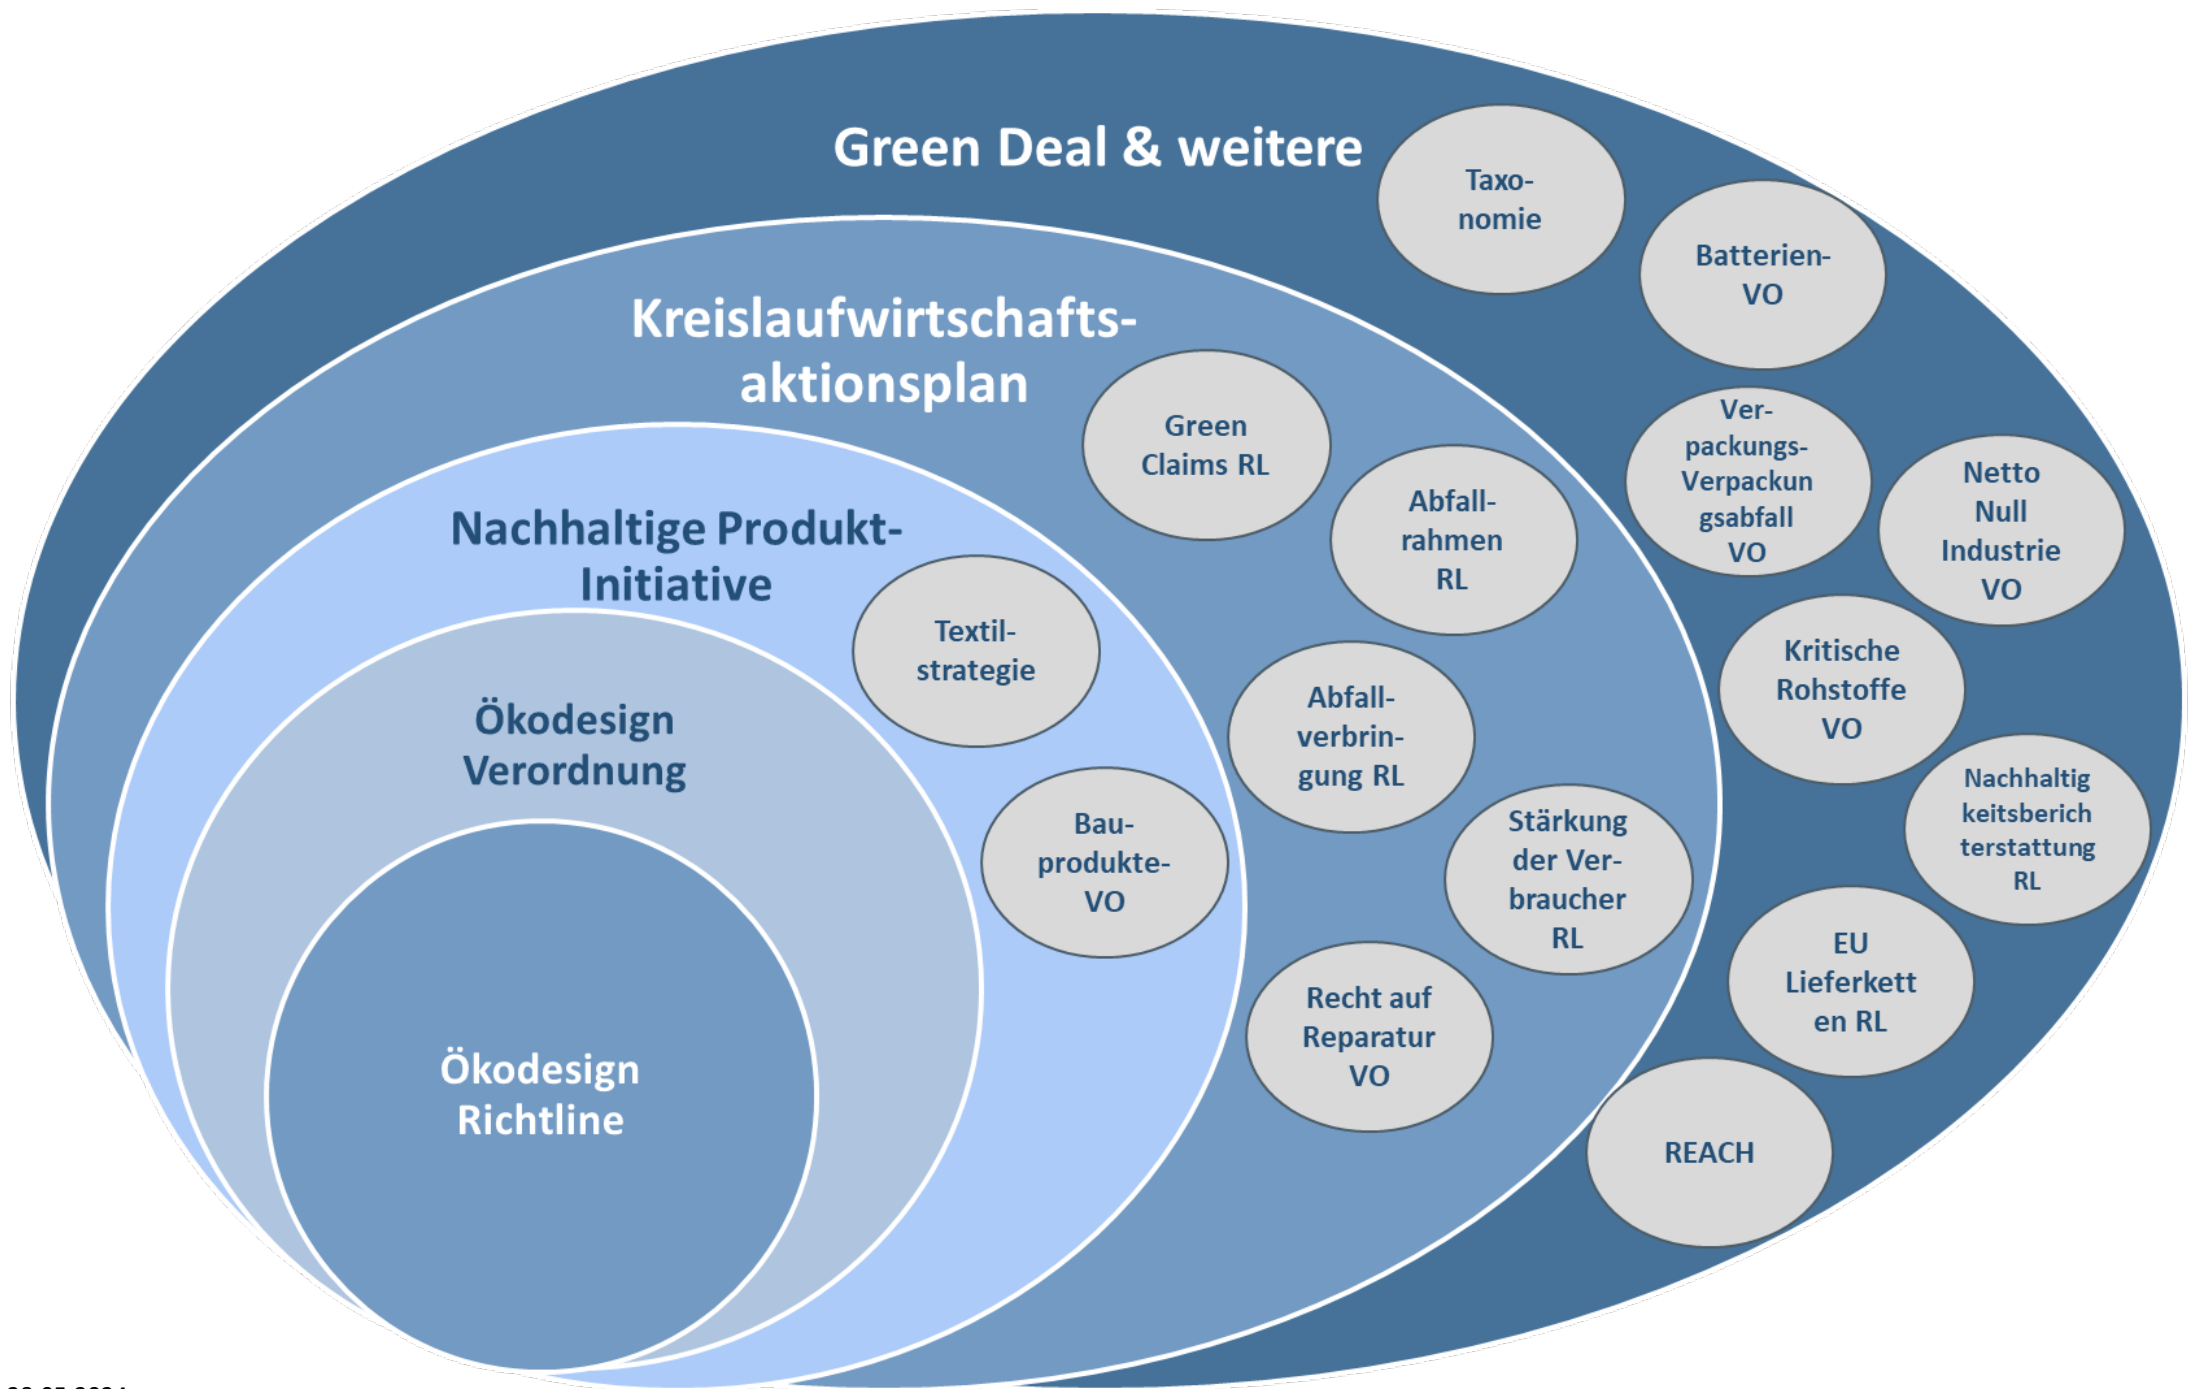 Green Deal & weitere
Taxo-
nomie
Batterien-
VO
Kreislaufwirtschafts-
aktionsplan
Green
Claims RL
Ver-
packungs-
Verpackun
gsabfall
VO
Netto
Null
Industrie
VO
Abfall-
rahmen
RL
Nachhaltige Produkt-
Initiative
Textil-
strategie
Kritische
Rohstoffe
VO
Abfall-
verbrin-
gung RL
Ökodesign
Verordnung
Nachhaltig
keitsberich
terstattung
RL
Bau-
produkte-
VO
Stärkung
der Ver-
braucher
RL
EU
Lieferkett
en RL
Recht auf
Reparatur
VO
Ökodesign
Richtline
REACH